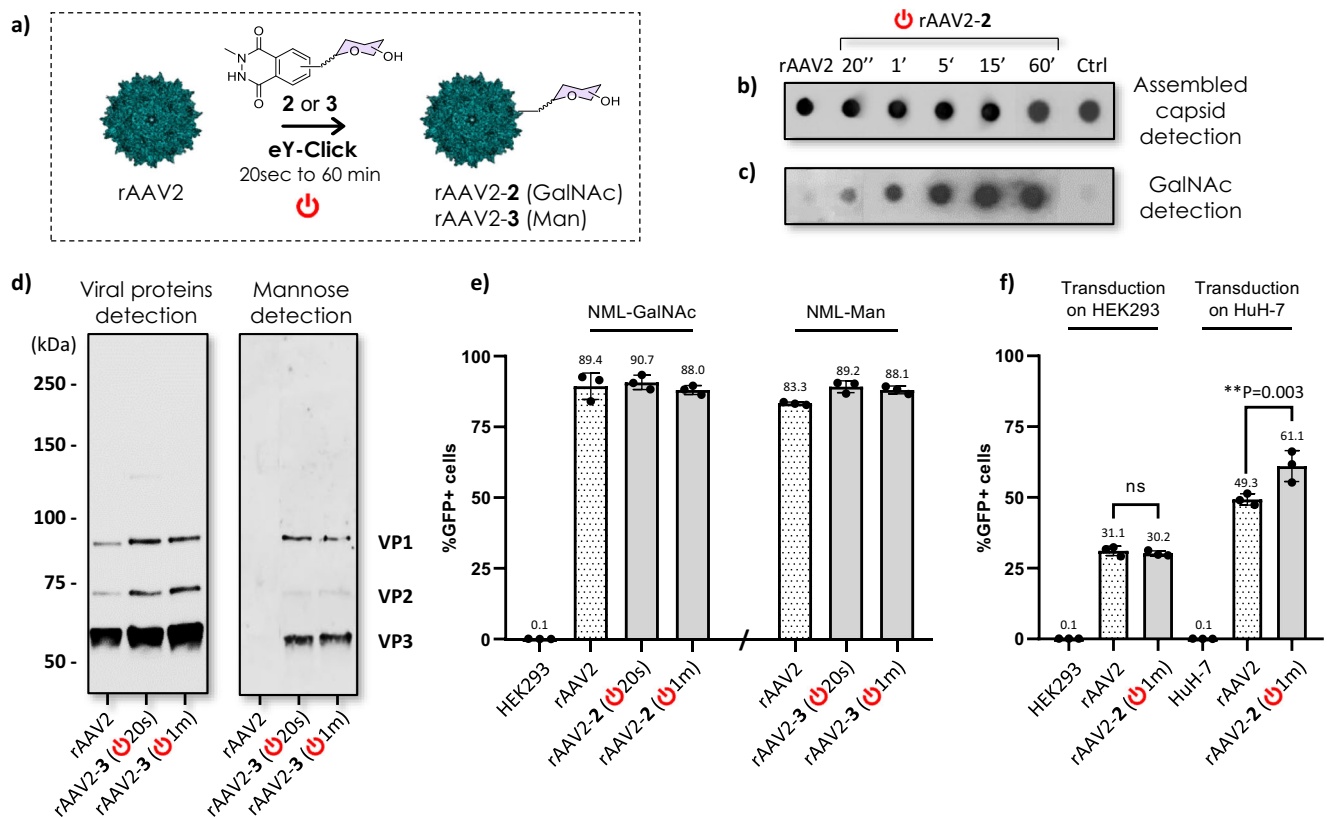 a)
O
N
HN
O
O
OH
2 or 3
eY-Click
20sec to 60 min
rAAV2
O
OH
rAAV2-2 (GalNAc)
rAAV2-3 (Man)
rAAV2-2
rAAV2 20″ 1′ 5′ 15′ 60′ Ctrl
b)
Assembled
capsid
detection
c)
GalNAc
detection
d)
Viral proteins
detection
Mannose
detection
(kDa)
250 -
150 -
100 -
75 -
50 -
VP1
VP2
VP3
rAAV2
rAAV2-3 (20s)
rAAV2-3 (1m)
rAAV2
rAAV2-3 (20s)
rAAV2-3 (1m)
e)
NML-GalNAc
NML-Man
%GFP+ cells
100
75
50
25
0
0.1
89.4
90.7
88.0
83.3
89.2
88.1
HEK293
rAAV2
rAAV2-2 (20s)
rAAV2-2 (1m)
rAAV2
rAAV2-3 (20s)
rAAV2-3 (1m)
f)
Transduction
on HEK293
Transduction
on HuH-7
%GFP+ cells
100
75
50
25
0
**P=0.003
ns
0.1
31.1
30.2
0.1
49.3
61.1
HEK293
rAAV2
rAAV2-2 (1m)
HuH-7
rAAV2
rAAV2-2 (1m)